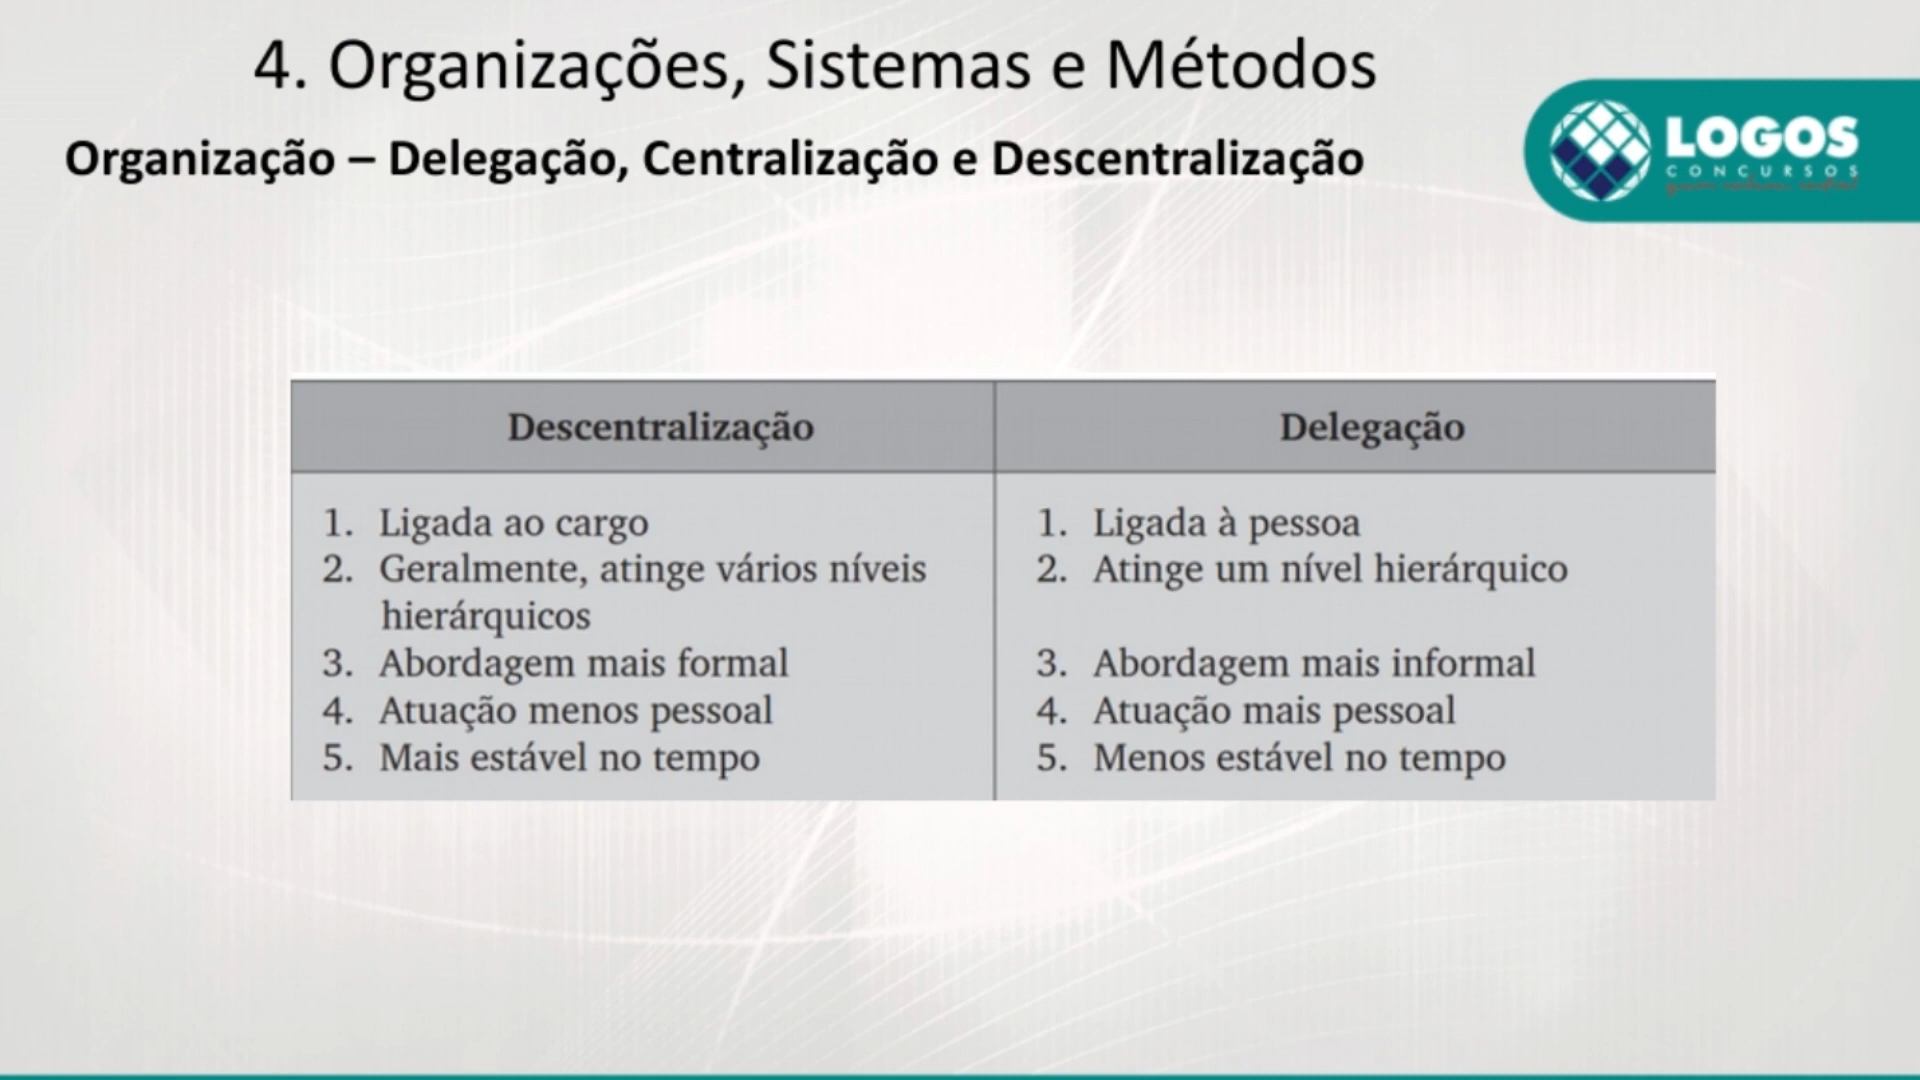 4. Organizações, Sistemas e Métodos
Organização – Delegação, Centralização e Descentralização
LOGOS
CONCURSOS
Descentralização
1. Ligada ao cargo
2. Geralmente, atinge vários níveis
hierárquicos
3. Abordagem mais formal
4. Atuação menos pessoal
5. Mais estável no tempo
Delegação
1. Ligada à pessoa
2. Atinge um nível hierárquico
3. Abordagem mais informal
4. Atuação mais pessoal
5. Menos estável no tempo